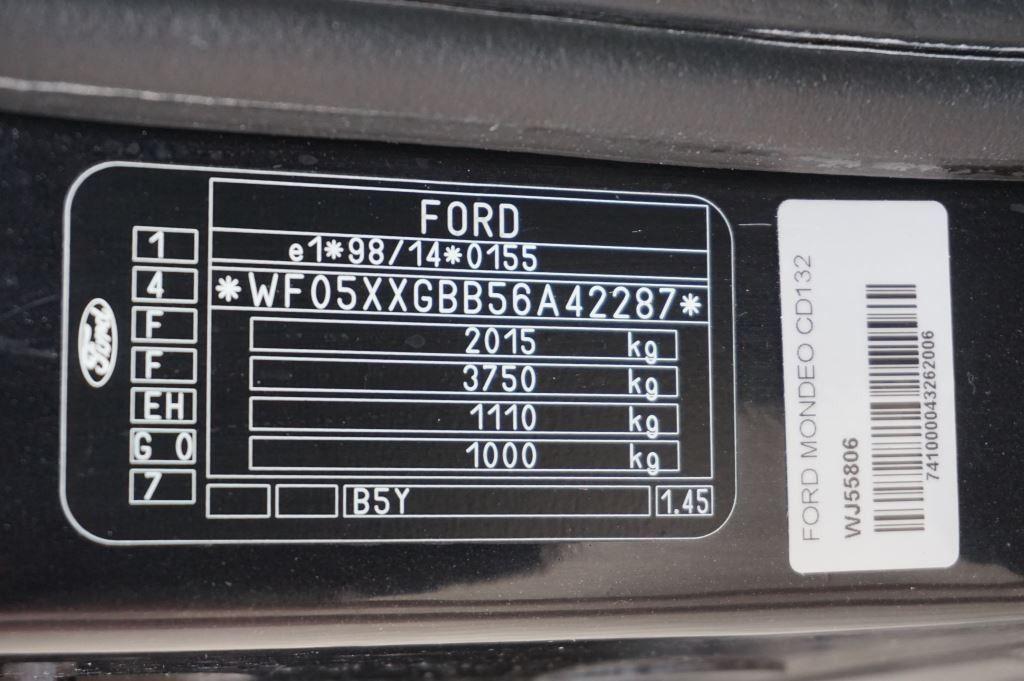 FORD
e1*98/14*0155
*WF05XXGBB56A42287*
2015 kg
3750 kg
1110 kg
1000 kg
1
4
F
F
EH
G 0
7
B5Y
1.45
Ford
FORD MONDEO CD132
WJ55806
7410000043262006